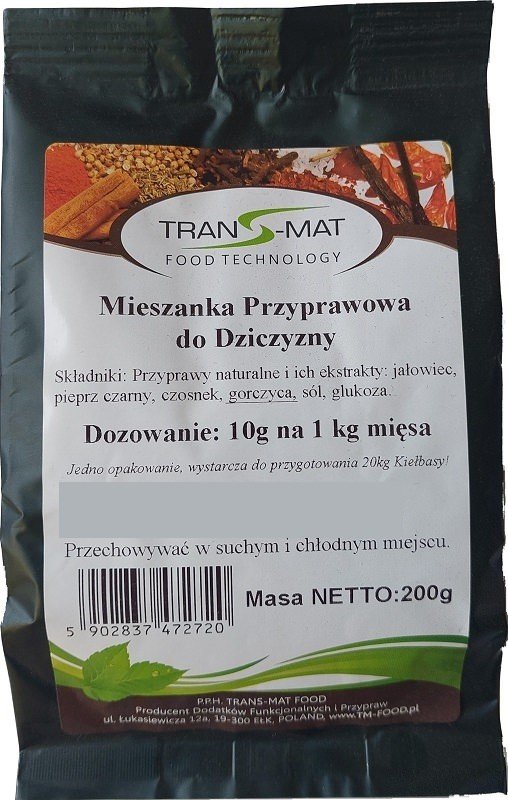 TRANS-MAT
FOOD TECHNOLOGY
Mieszanka Przyprawowa
do Dziczyzny
Składniki: Przyprawy naturalne i ich ekstrakty: jałowiec,
pieprz czarny, czosnek, gorczyca, sól, glukoza.
Dozowanie: 10g na 1 kg mięsa
Jedno opakowanie, wystarcza do przygotowania 20kg Kiełbasy!
Przechowywać w suchym i chłodnym miejscu.
Masa NETTO:200g
5 902837 472720
P.P.H. TRANS-MAT FOOD
Producent Dodatków Funkcjonalnych i Przypraw
ul. Łukasiewicza 12a, 19-300 EŁK, POLAND, www.TM-FOOD.pl